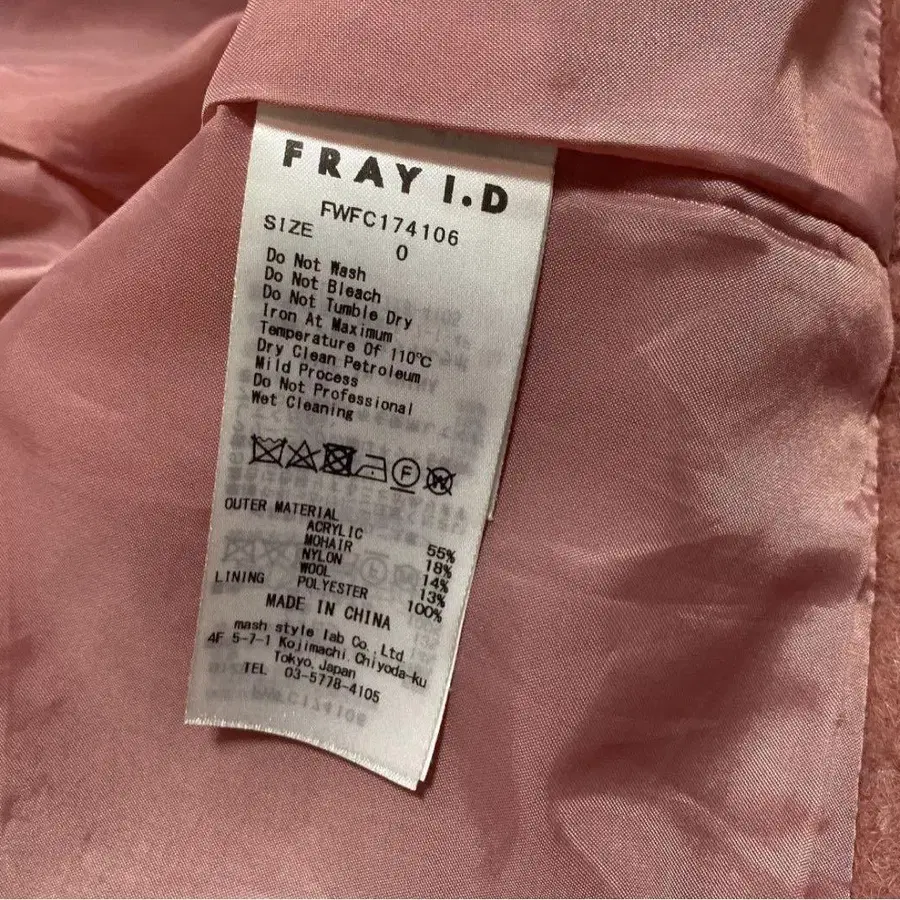 FRAY I.D
FWFC174106
SIZE 0
Do Not Wash
Do Not Bleach
Do Not Tumble Dry
Iron At Maximum
Temperature Of 110℃
Dry Clean Petroleum
Mild Process
Do Not Professional
Wet Cleaning
F W
OUTER MATERIAL
ACRYLIC 55%
MOHAIR 18%
NYLON 14%
WOOL 13%
LINING POLYESTER 100%
MADE IN CHINA
mash style lab Co.,Ltd
4F 5-7-1 Kojimachi Chiyoda-ku
Tokyo,Japan
TEL 03-5778-4105